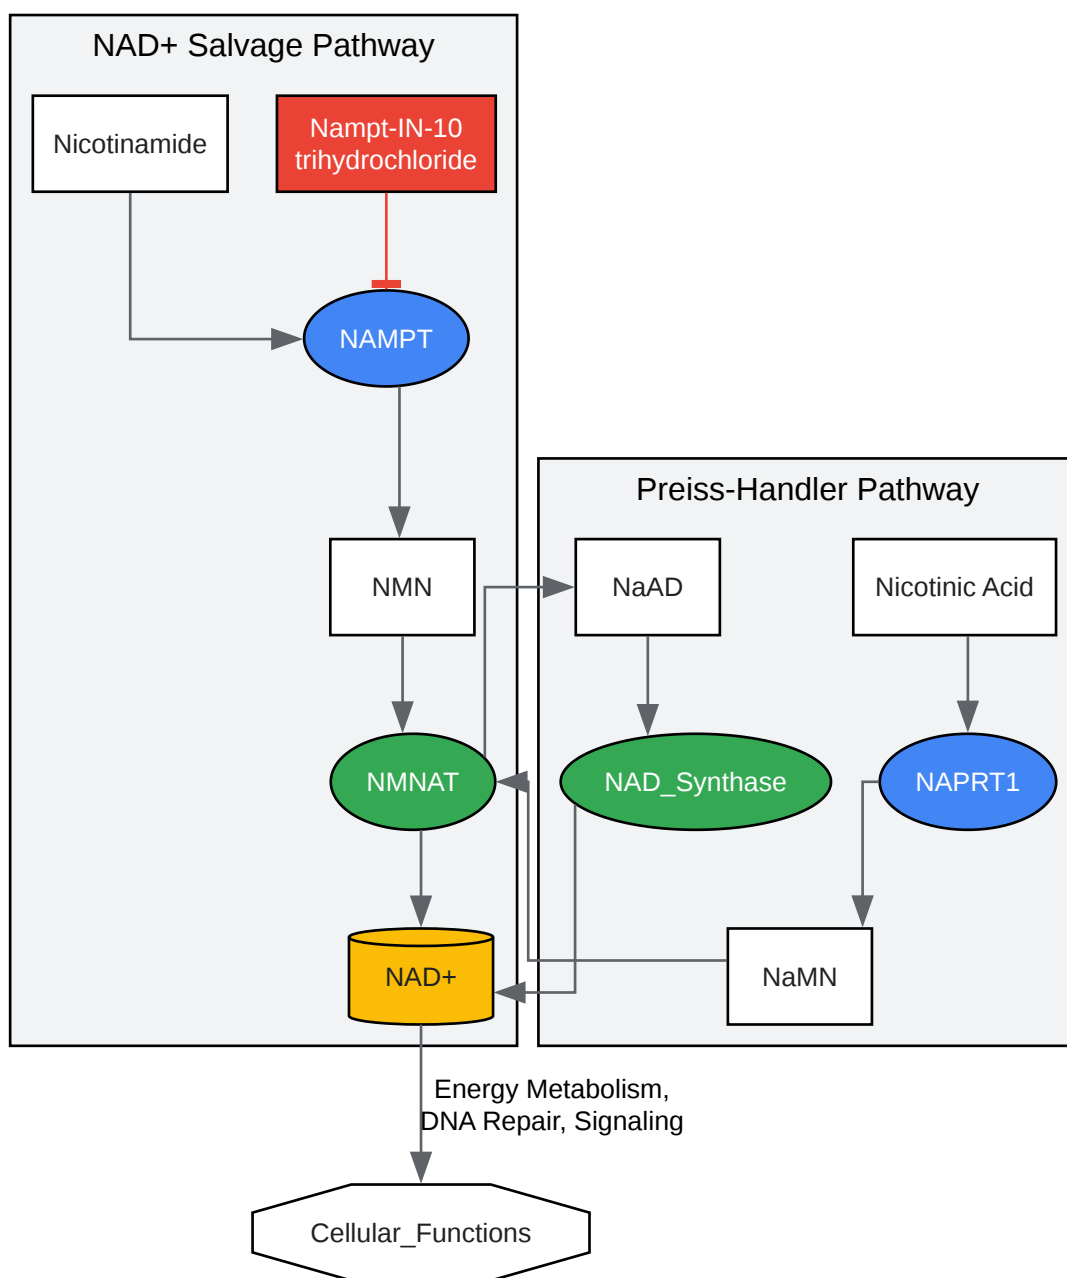 NAD+ Salvage Pathway
Nicotinamide
Nampt-IN-10
trihydrochloride
NAMPT
Preiss-Handler Pathway
NMN
NaAD
Nicotinic Acid
NMNAT
NAD_Synthase
NAPRT1
NAD+
NaMN
Energy Metabolism,
DNA Repair, Signaling
Cellular_Functions